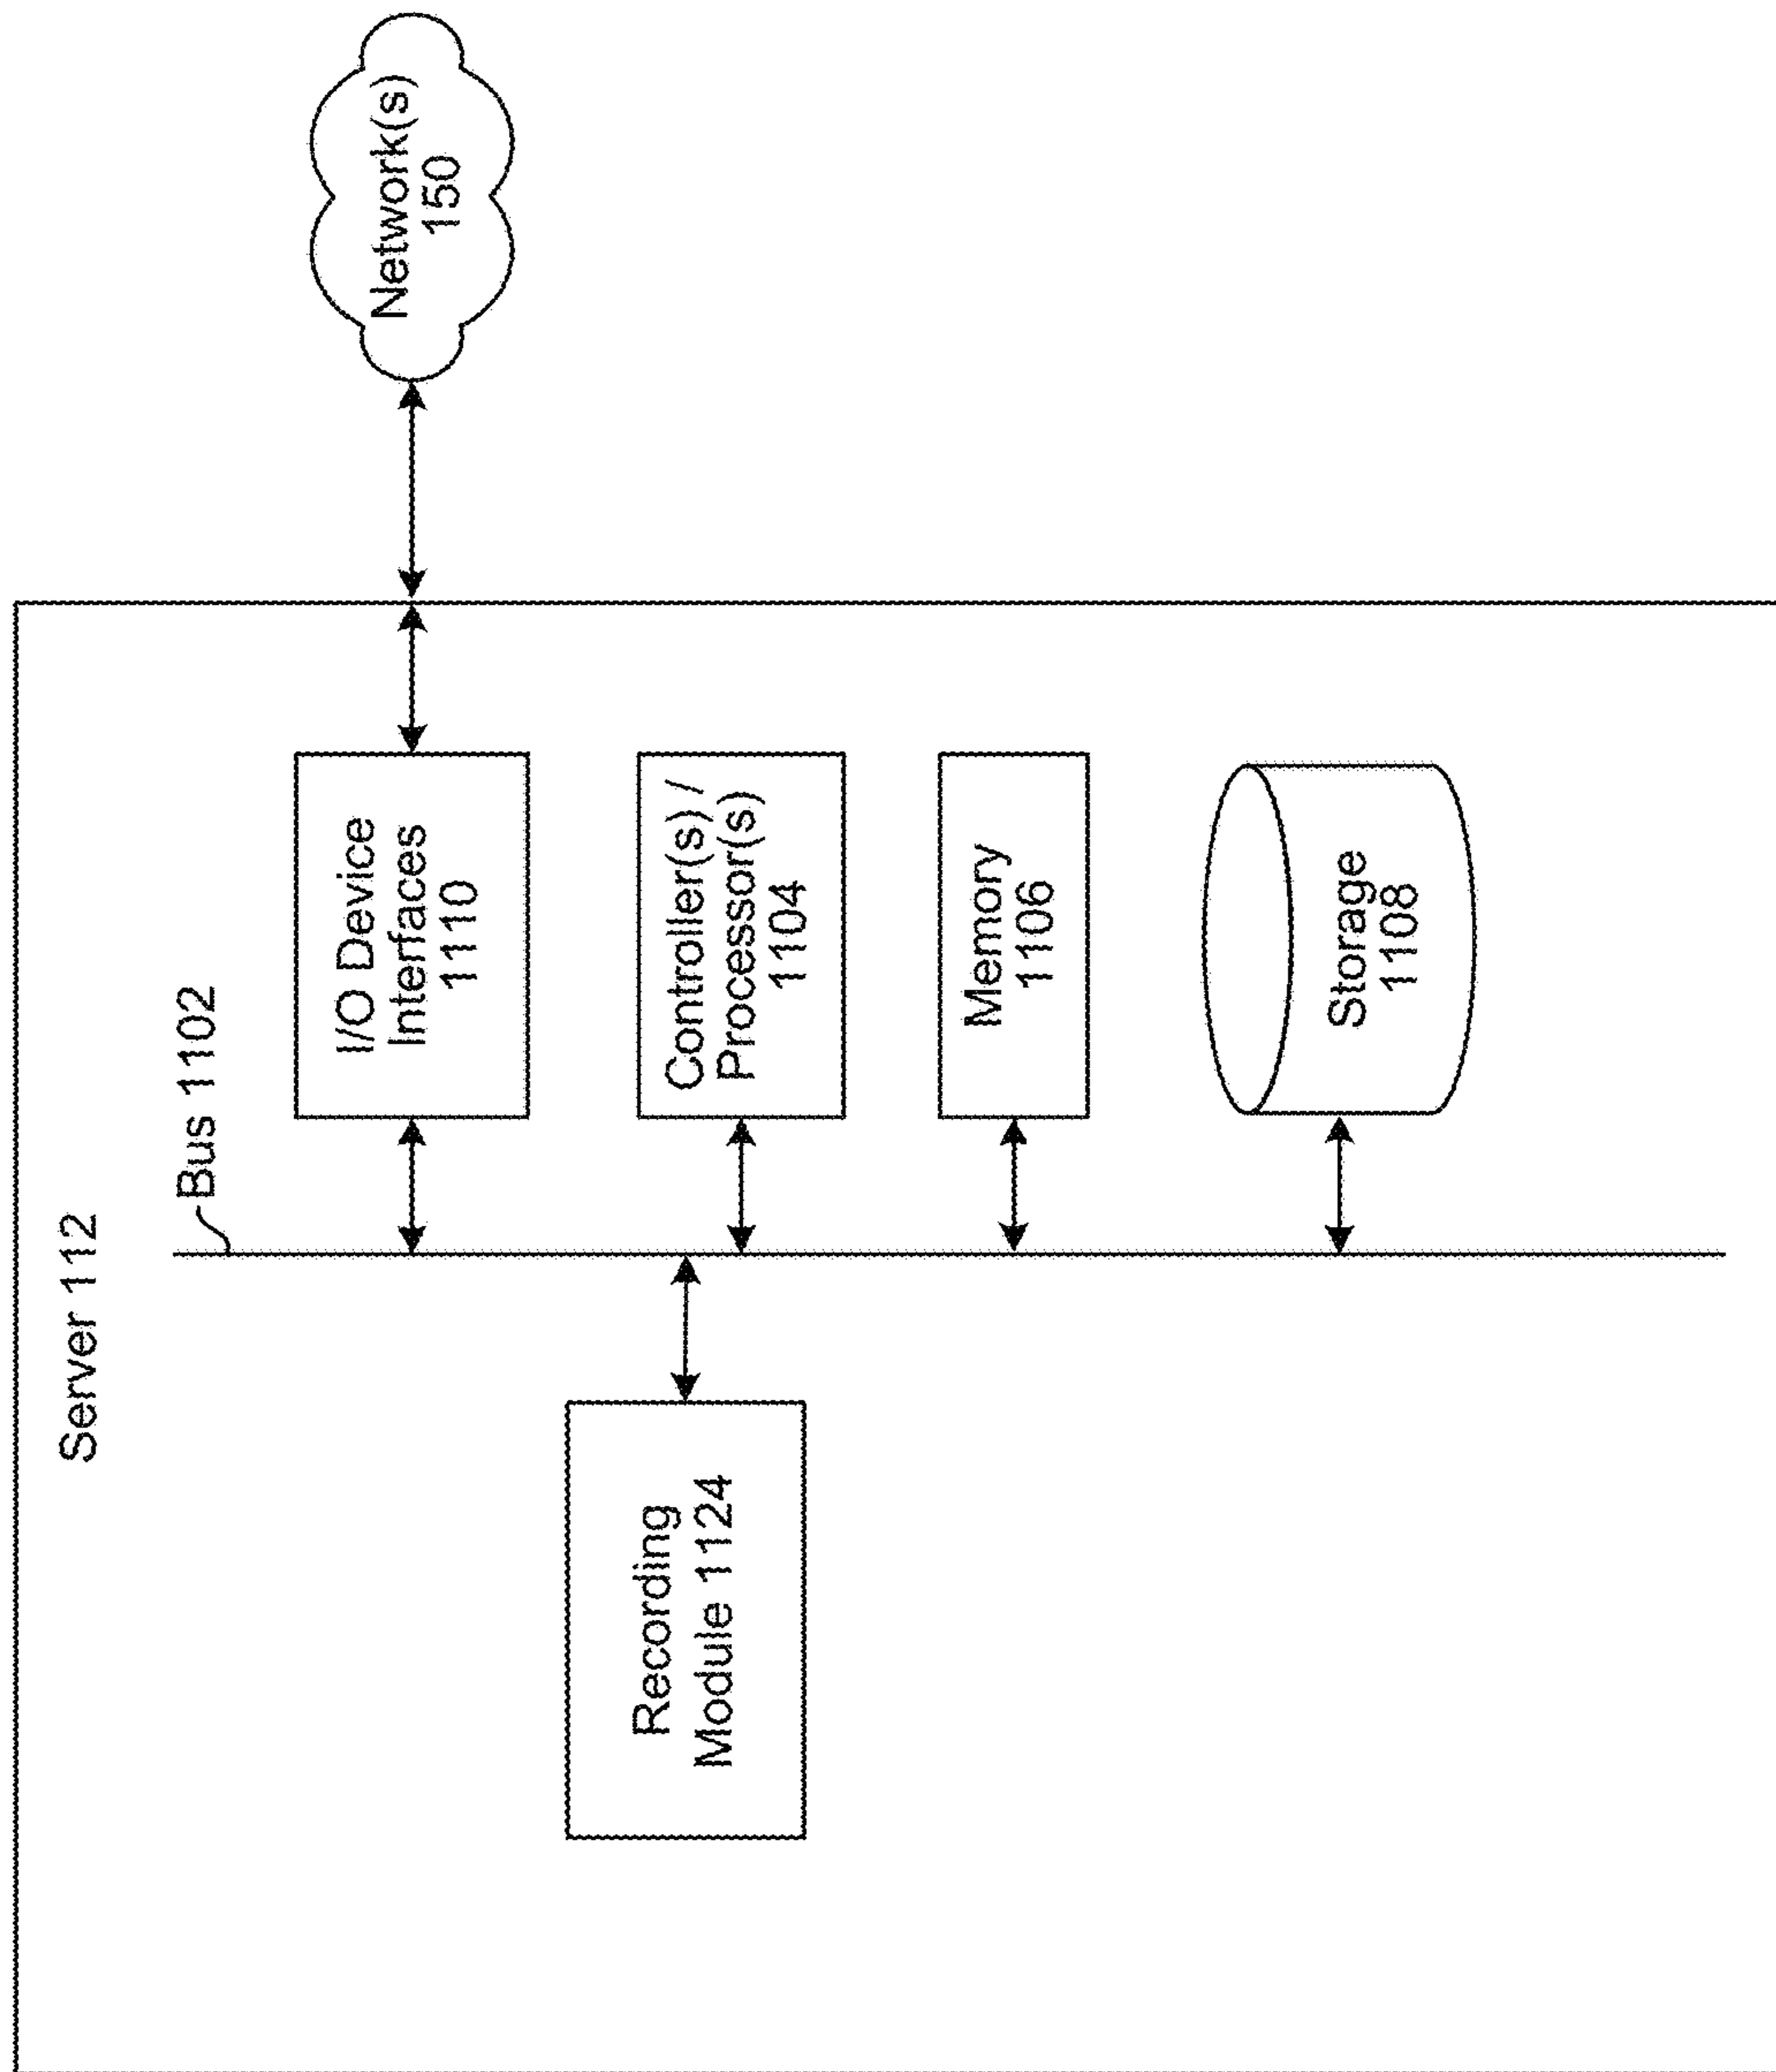 Server 112
Bus 1102
I/O Device
Interfaces
1110
Network(s)
150
Controller(s) /
Processor(s)
1104
Recording
Module 1124
Memory
1106
Storage
1108